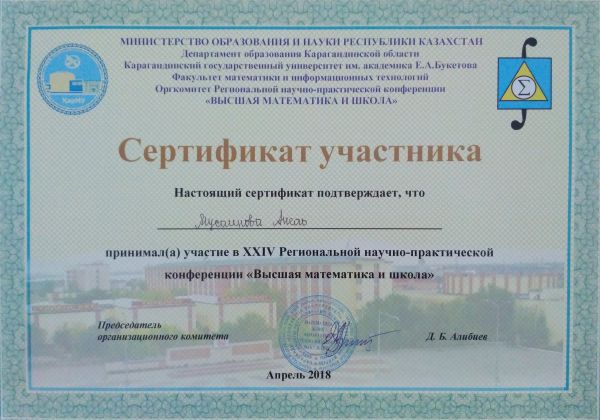 МИНИСТЕРСТВО ОБРАЗОВАНИЯ И НАУКИ РЕСПУБЛИКИ КАЗАХСТАН
Департамент образования Карагандинской области
Карагандинский государственный университет им. академика Е.А.Букетова
Факультет математики и информационных технологий
Оргкомитет Региональной научно-практической конференции
«ВЫСШАЯ МАТЕМАТИКА И ШКОЛА»
КарМУ
Σ
Сертификат участника
Настоящий сертификат подтверждает, что
принимал(а) участие в XXIV Региональной научно-практической
конференции «Высшая математика и школа»
Председатель
организационного комитета
Д. Б. Алибиев
Апрель 2018